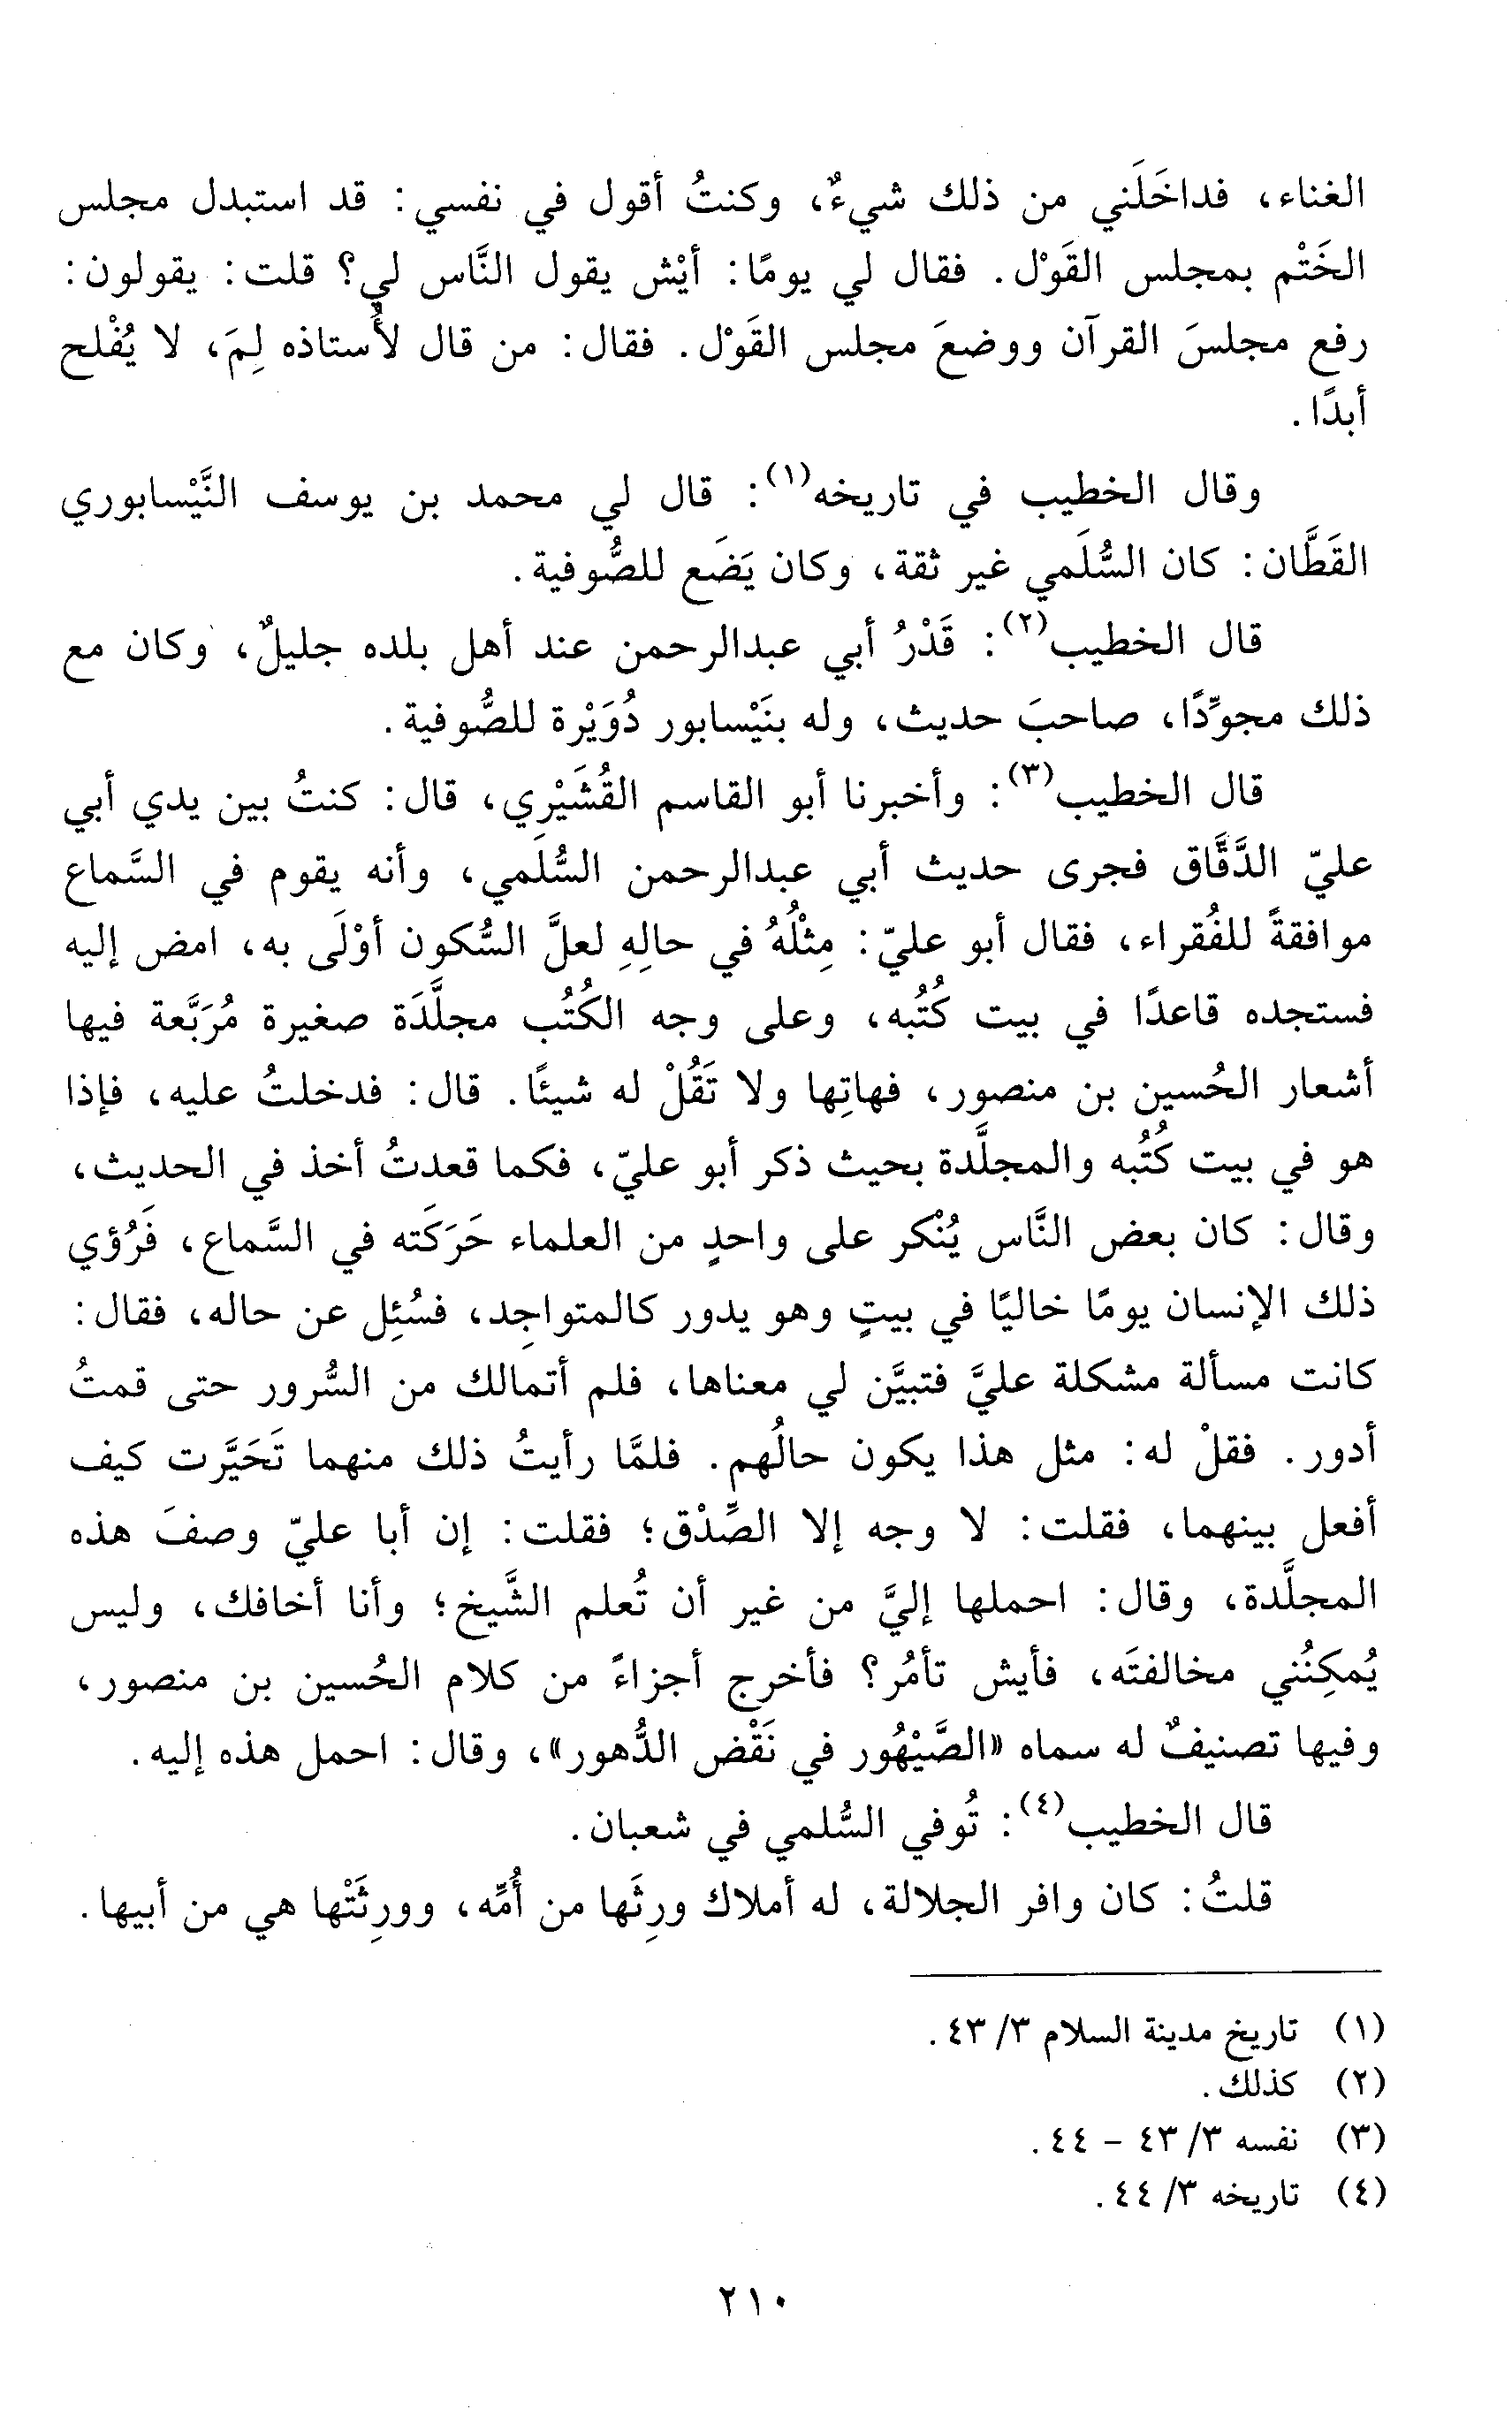 الغناء، فداخَلَني من ذلك شيءٌ، وكنتُ أقول في نفسي: قد استبدل مجلس
الخَتْم بمجلس القَوْل. فقال لي يومًا: أيْش يقول النَّاس لي؟ قلت: يقولون:
رفع مجلسَ القرآن ووضعَ مجلس القَوْل. فقال: من قال لأُستاذه لِمَ، لا يُفْلح
أبدًا.
وقال الخطيب في تاريخه(١): قال لي محمد بن يوسف النَّيْسابوري
القَطَّان: كان السُّلَمي غير ثقة، وكان يَضَع للصُّوفية.
قال الخطيب(٢): قَدْرُ أبي عبدالرحمن عند أهل بلده جليلٌ، وكان مع
ذلك مجوِّدًا، صاحبَ حديث، وله بنَيْسابور دُوَيْرة للصُّوفية.
قال الخطيب(٣): وأخبرنا أبو القاسم القُشَيْرِي، قال: كنتُ بين يدي أبي
عليّ الدَّقَّاق فجرى حديث أبي عبدالرحمن السُّلَمي، وأنه يقوم في السَّماع
موافقةً للفُقراء، فقال أبو عليّ: مِثْلُهُ في حالِهِ لعلَّ السُّكون أوْلَى به، امض إليه
فستجده قاعدًا في بيت كُتُبه، وعلى وجه الكُتُب مجلَّدَة صغيرة مُرَبَّعة فيها
أشعار الحُسين بن منصور، فهاتِها ولا تَقُلْ له شيئًا. قال: فدخلتُ عليه، فإذا
هو في بيت كُتُبه والمجلَّدة بحيث ذكر أبو عليّ، فكما قعدتُ أخذ في الحديث،
وقال: كان بعض النَّاس يُنْكر على واحدٍ من العلماء حَرَكَته في السَّماع، فَرُؤي
ذلك الإنسان يومًا خاليًا في بيتٍ وهو يدور كالمتواجِد، فسُئِل عن حاله، فقال:
كانت مسألة مشكلة عليَّ فتبيَّن لي معناها، فلم أتمالك من السُّرور حتى قمتُ
أدور. فقلْ له: مثل هذا يكون حالُهم. فلمَّا رأيتُ ذلك منهما تَحَيَّرت كيف
أفعل بينهما، فقلت: لا وجه إلا الصِّدْق؛ فقلت: إن أبا عليّ وصفَ هذه
المجلَّدة، وقال: احملها إليَّ من غير أن تُعلم الشَّيخ؛ وأنا أخافك، وليس
يُمكِنُني مخالفتَه، فأيش تأمُر؟ فأخرج أجزاءً من كلام الحُسين بن منصور،
وفيها تصنيفٌ له سماه «الصَّيْهُور في نَقْض الدُّهور»، وقال: احمل هذه إليه.
قال الخطيب(٤): تُوفي السُّلمي في شعبان.
قلتُ: كان وافر الجلالة، له أملاك ورِثَها من أُمِّه، وورِثَتْها هي من أبيها.
(١) تاريخ مدينة السلام ٣/ ٤٣.
(٢) كذلك.
(٣) نفسه ٣/ ٤٣ - ٤٤.
(٤) تاريخه ٣/ ٤٤.
٢١٠